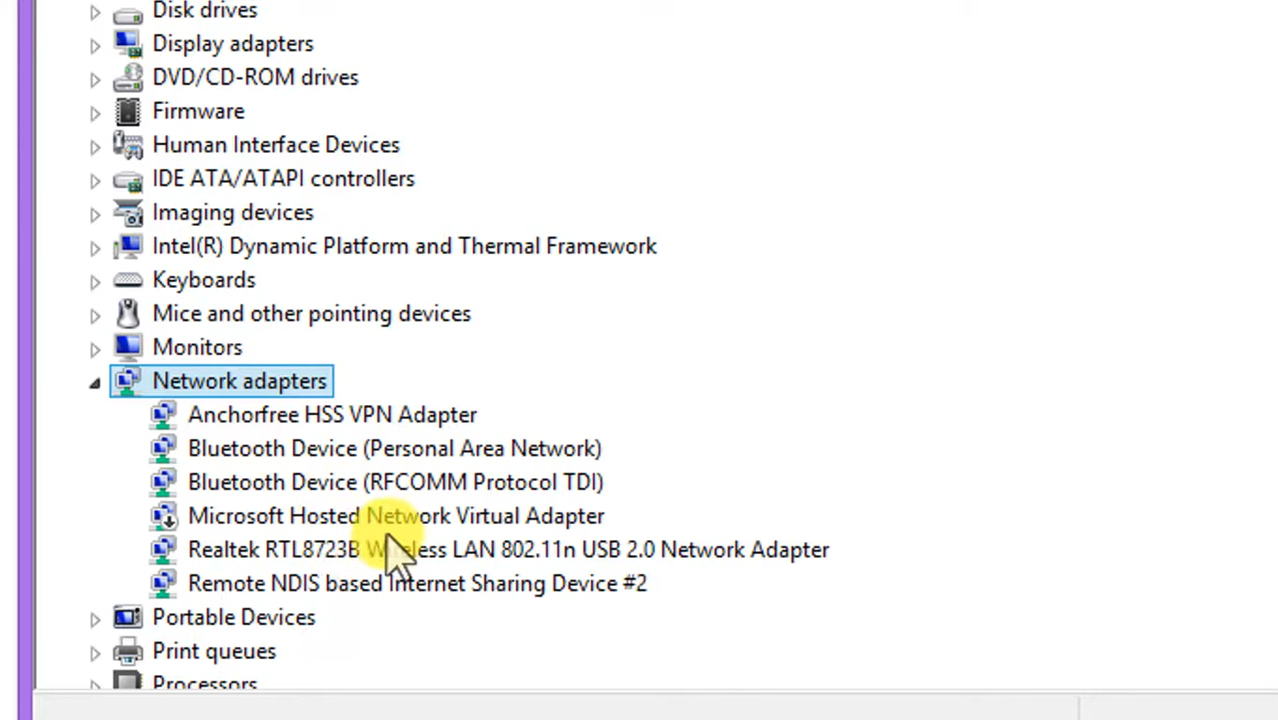 Disk drives
Display adapters
DVD/CD-ROM drives
Firmware
Human Interface Devices
IDE ATA/ATAPI controllers
Imaging devices
Intel(R) Dynamic Platform and Thermal Framework
Keyboards
Mice and other pointing devices
Monitors
Network adapters
Anchorfree HSS VPN Adapter
Bluetooth Device (Personal Area Network)
Bluetooth Device (RFCOMM Protocol TDI)
Microsoft Hosted Network Virtual Adapter
Realtek RTL8723B Wireless LAN 802.11n USB 2.0 Network Adapter
Remote NDIS based Internet Sharing Device #2
Portable Devices
Print queues
Processors